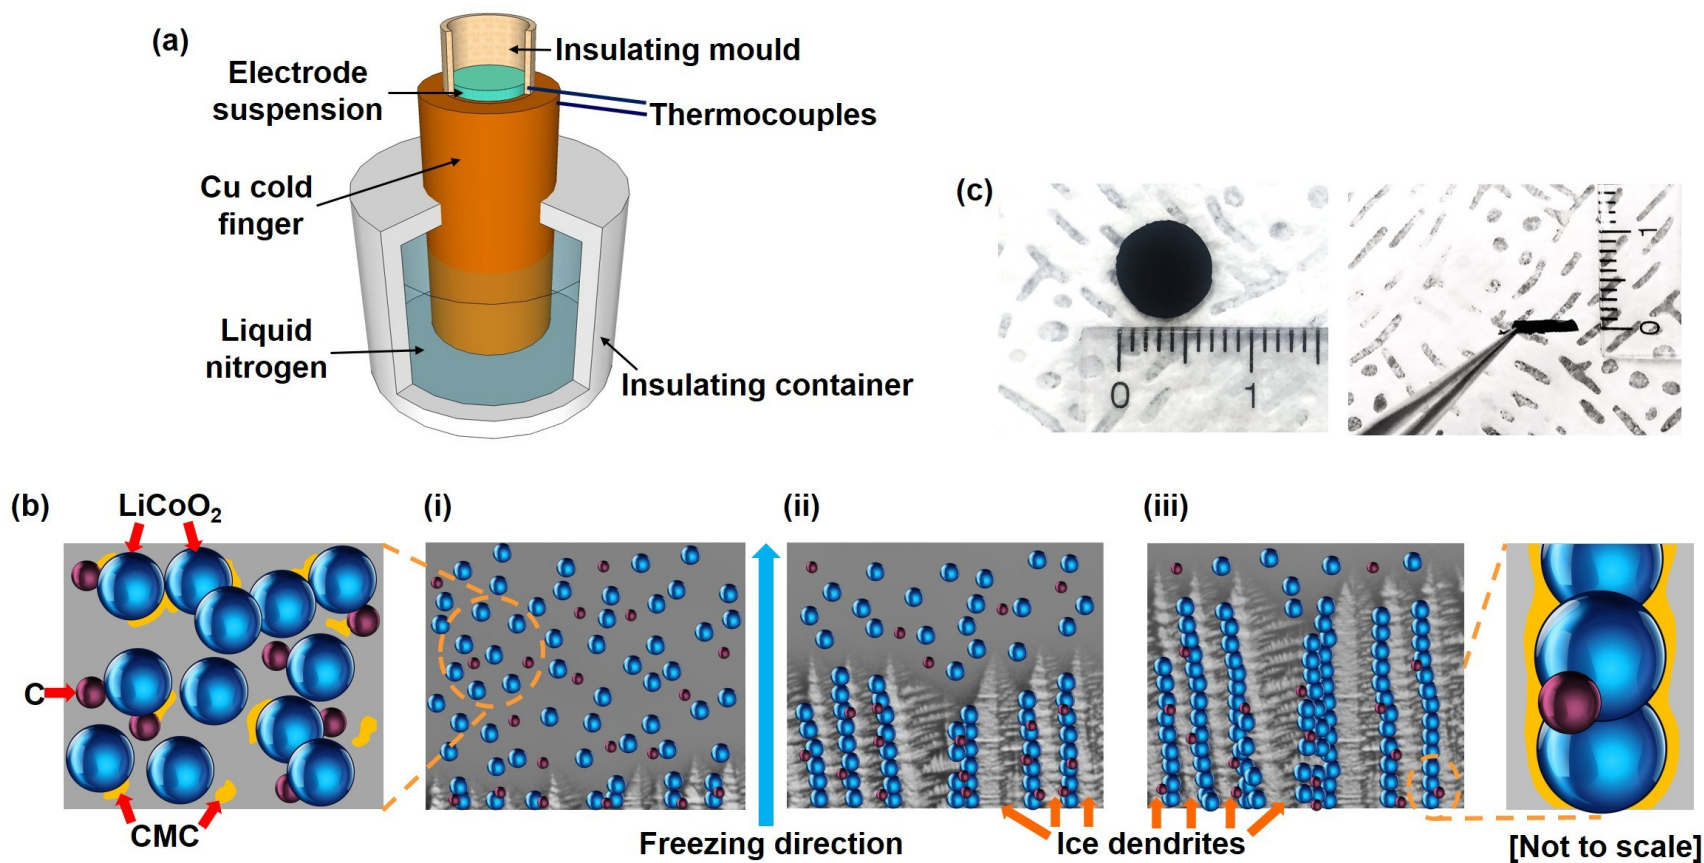 (a)
Insulating mould
Electrode
suspension
Thermocouples
Cu cold
finger
Liquid
nitrogen
Insulating container
(c)
0 1
1
0
(b)
LiCoO₂
(i)
(ii)
(iii)
C
CMC
Freezing direction
Ice dendrites
[Not to scale]